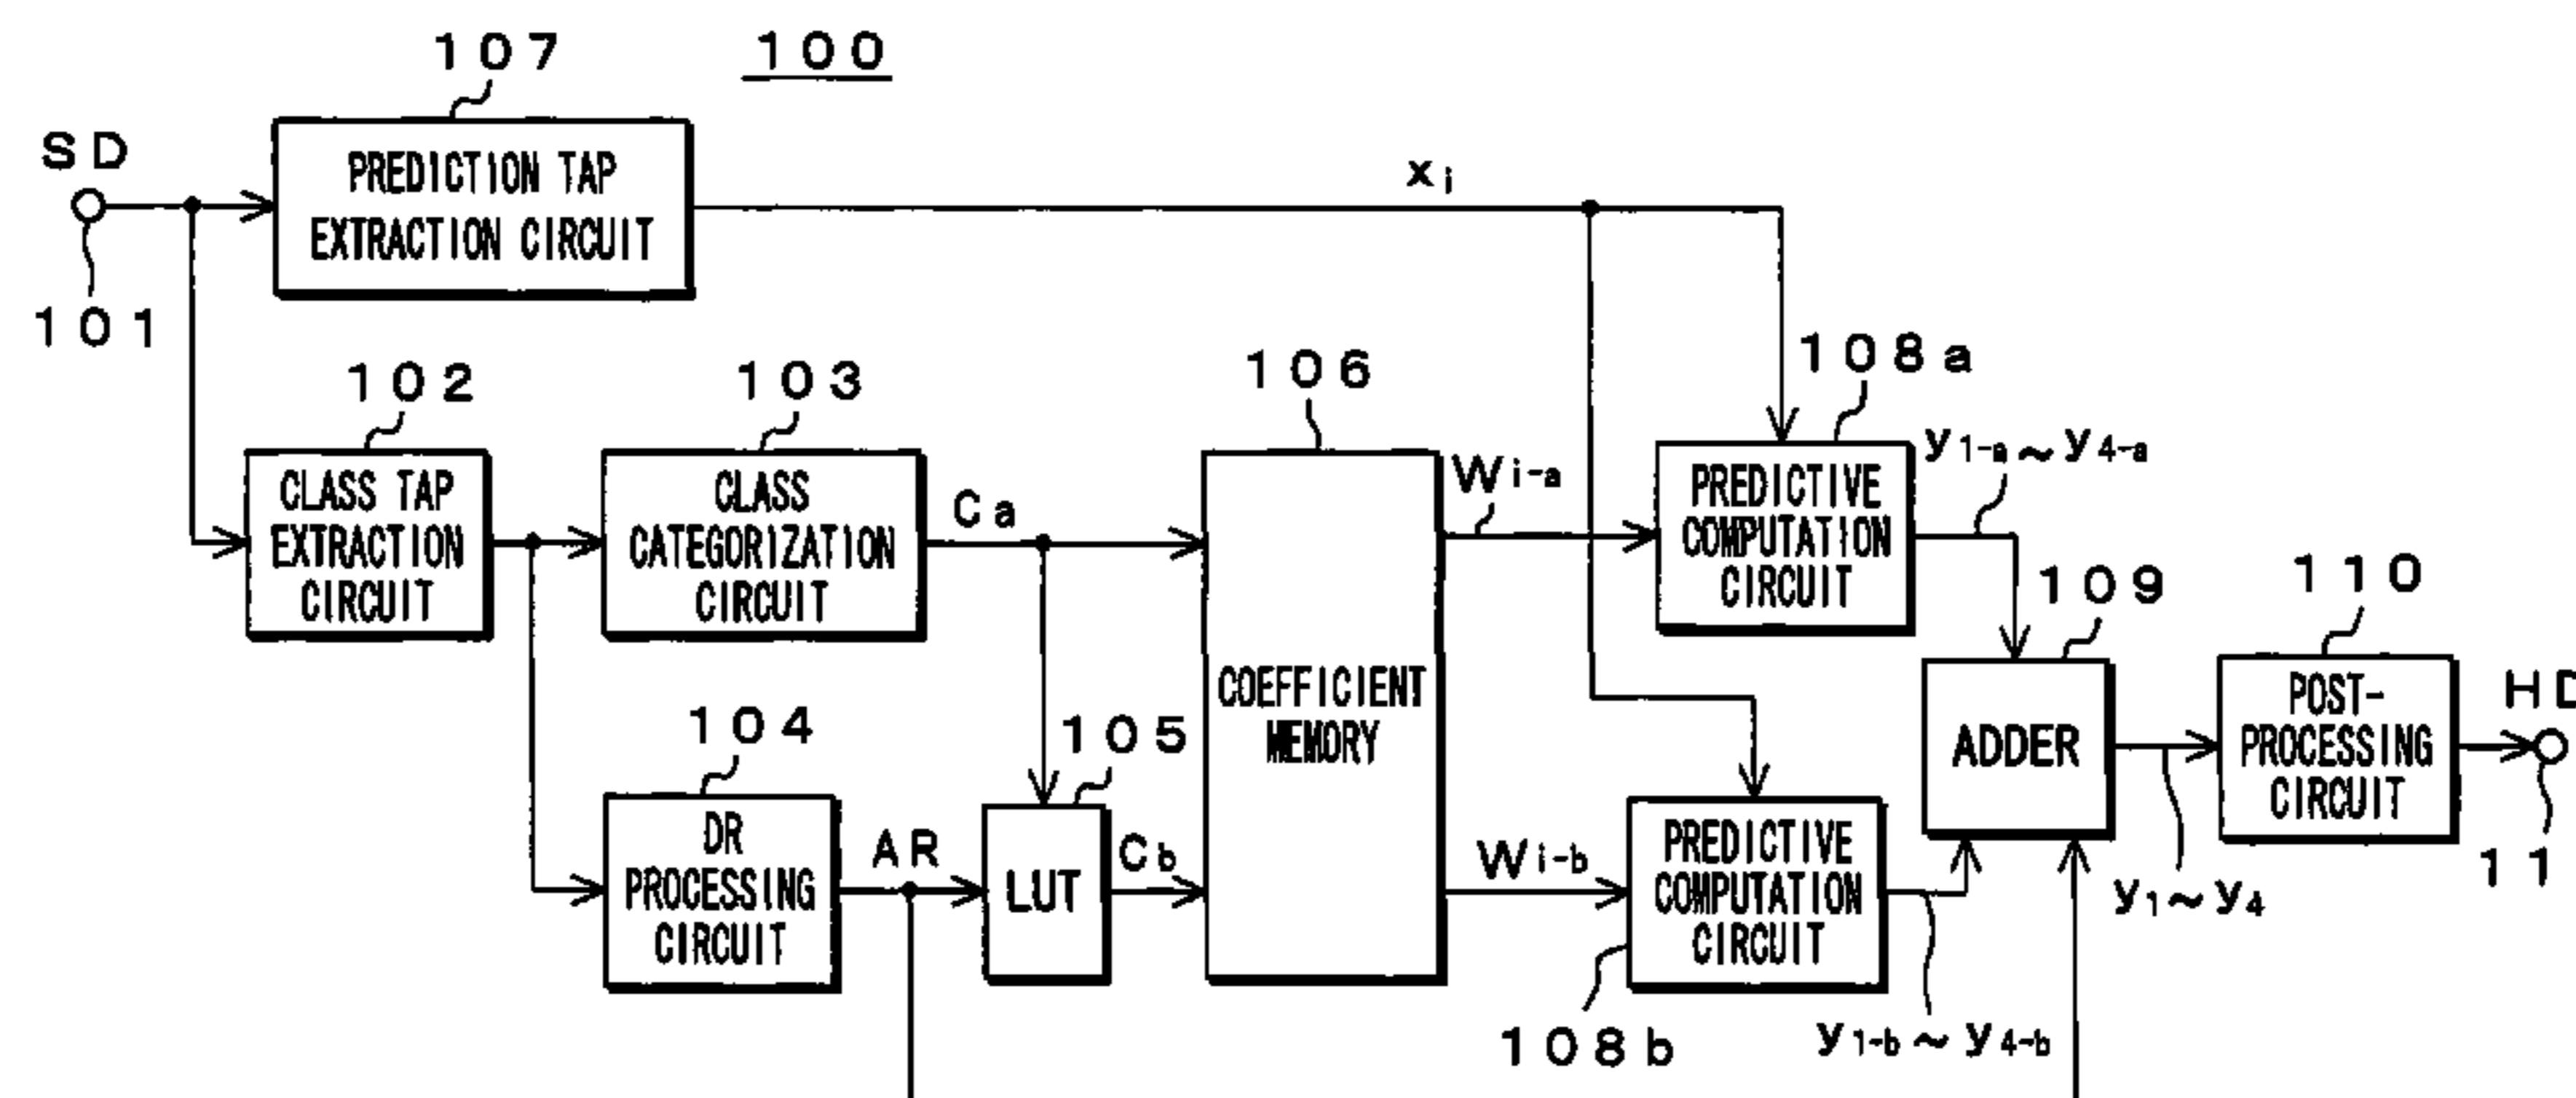 107
100
SD
PREDICTION TAP
EXTRACTION CIRCUIT
xi
101
102
103
106
108a
CLASS TAP
EXTRACTION
CIRCUIT
CLASS
CATEGORIZATION
CIRCUIT
Ca
Wi-a
PREDICTIVE
COMPUTATION
CIRCUIT
y1-a~y4-a
109
110
COEFFICIENT
MEMORY
104
105
DR
PROCESSING
CIRCUIT
AR
LUT
Cb
Wi-b
PREDICTIVE
COMPUTATION
CIRCUIT
108b
y1-b~y4-b
ADDER
y1~y4
POST-
PROCESSING
CIRCUIT
HD
11